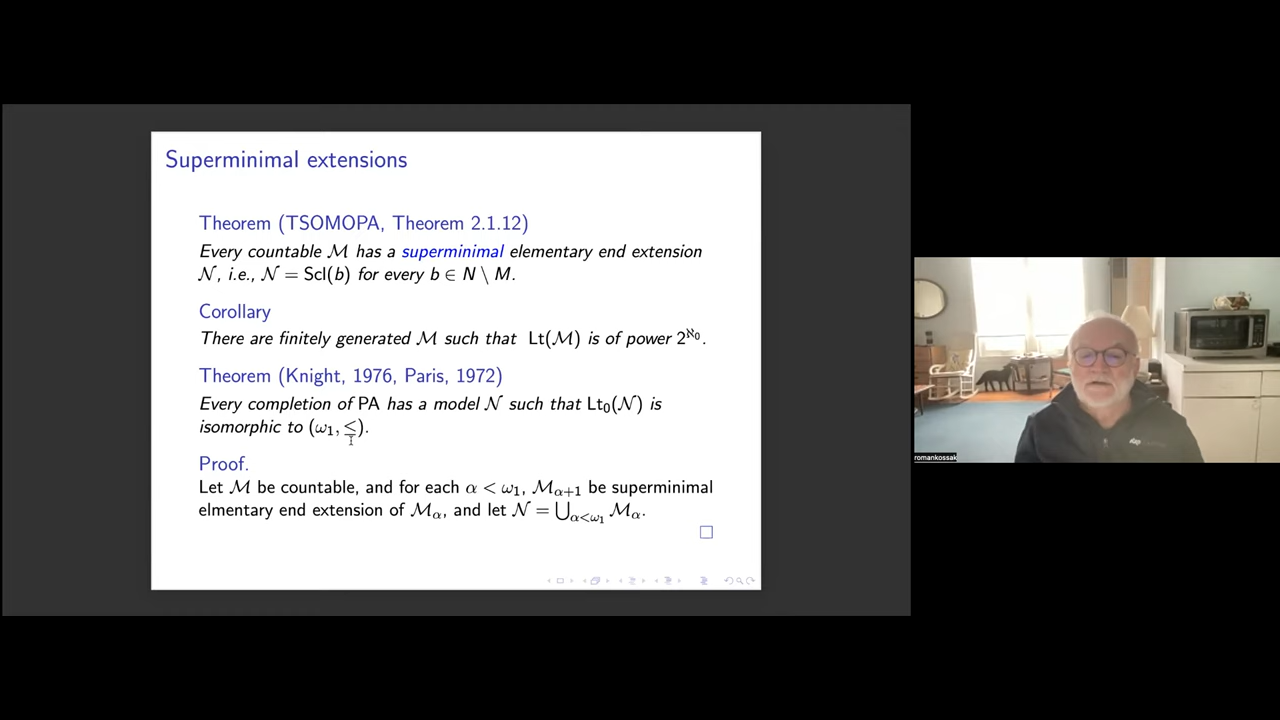 Superminimal extensions
Theorem (TSOMOPA, Theorem 2.1.12)
Every countable ℳ has a superminimal elementary end extension
𝒩, i.e., 𝒩 = Scl(b) for every b ∈ N \ M.
Corollary
There are finitely generated ℳ such that Lt(ℳ) is of power 2^ℵ₀.
Theorem (Knight, 1976, Paris, 1972)
Every completion of PA has a model 𝒩 such that Lt₀(𝒩) is
isomorphic to (ω₁, ≤).
Proof.
Let ℳ be countable, and for each α < ω₁, ℳ_{α+1} be superminimal
elmentary end extension of ℳ_α, and let 𝒩 = ⋃_{α<ω₁} ℳ_α.
romankossak